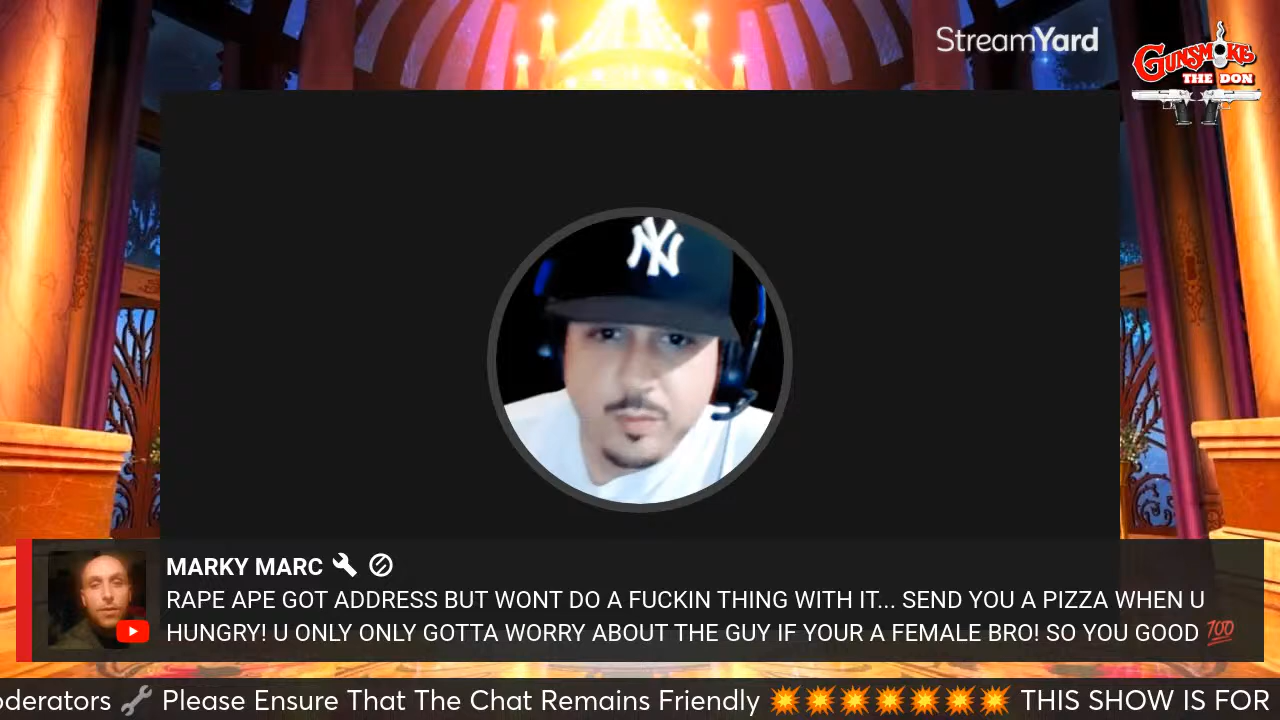 StreamYard
GUNSMOKE
THE DON
NY
MARKY MARC
RAPE APE GOT ADDRESS BUT WONT DO A FUCKIN THING WITH IT... SEND YOU A PIZZA WHEN U
HUNGRY! U ONLY ONLY GOTTA WORRY ABOUT THE GUY IF YOUR A FEMALE BRO! SO YOU GOOD 💯
oderators 🔧 Please Ensure That The Chat Remains Friendly 💥💥💥💥💥💥💥 THIS SHOW IS FOR